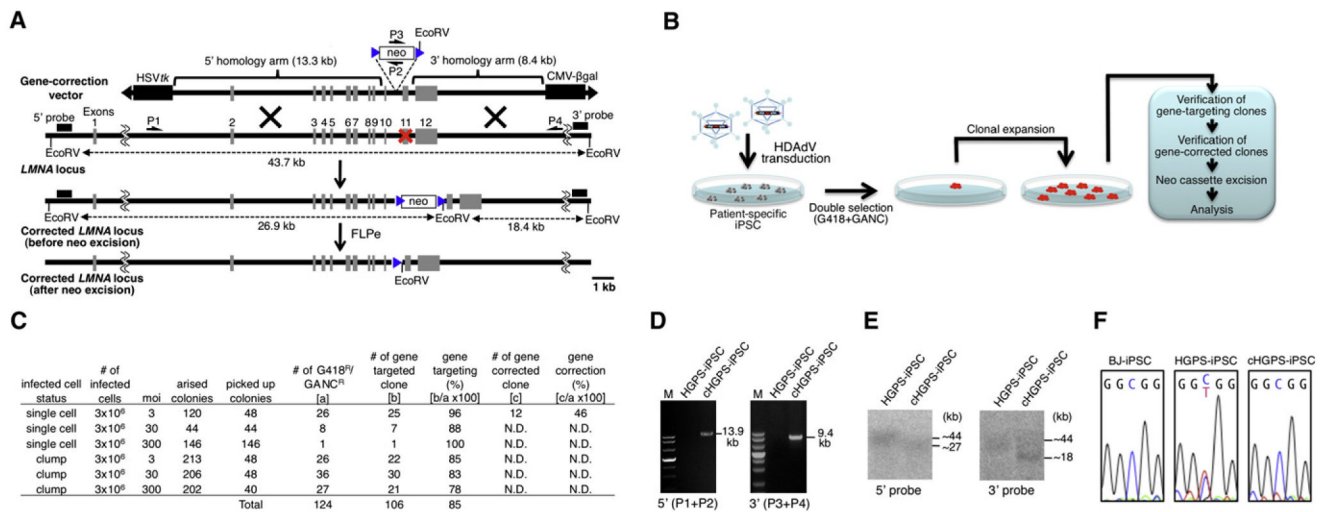 A
P3
EcoRV
neo
P2
5' homology arm (13.3 kb)
3' homology arm (8.4 kb)
HSVtk
CMV-βgal
Gene-correction
vector
5' probe
Exons
3' probe
P1
P4
1 2 3 4 5 67 89 10 11 12
EcoRV
EcoRV
43.7 kb
LMNA locus
neo
EcoRV
EcoRV
EcoRV
26.9 kb
18.4 kb
Corrected LMNA locus
(before neo excision)
FLPe
EcoRV
Corrected LMNA locus
(after neo excision)
1 kb
B
HDAdV
transduction
Patient-specific
iPSC
Double selection
(G418+GANC)
Clonal expansion
Verification of
gene-targeting clones
Verification of
gene-corrected clones
Neo cassette excision
Analysis
C
infected cell status | # of infected cells | moi | arised colonies | picked up colonies | # of G418ᴿ/GANCᴿ [a] | # of gene targeted clone [b] | gene targeting (%) [b/a x100] | # of gene corrected clone [c] | gene correction (%) [c/a x100]
single cell 3x10⁶ 3 120 48 26 25 96 12 46
single cell 3x10⁶ 30 44 44 8 7 88 N.D. N.D.
single cell 3x10⁶ 300 146 146 1 1 100 N.D. N.D.
clump 3x10⁶ 3 213 48 26 22 85 N.D. N.D.
clump 3x10⁶ 30 206 48 36 30 83 N.D. N.D.
clump 3x10⁶ 300 202 40 27 21 78 N.D. N.D.
Total 124 106 85
D
M HGPS-iPSC cHGPS-iPSC
13.9
kb
5' (P1+P2)
M HGPS-iPSC cHGPS-iPSC
9.4
kb
3' (P3+P4)
E
HGPS-iPSC cHGPS-iPSC
(kb)
~44
~27
5' probe
HGPS-iPSC cHGPS-iPSC
(kb)
~44
~18
3' probe
F
BJ-iPSC
G G C G G
HGPS-iPSC
G G C G G
T
cHGPS-iPSC
G G C G G